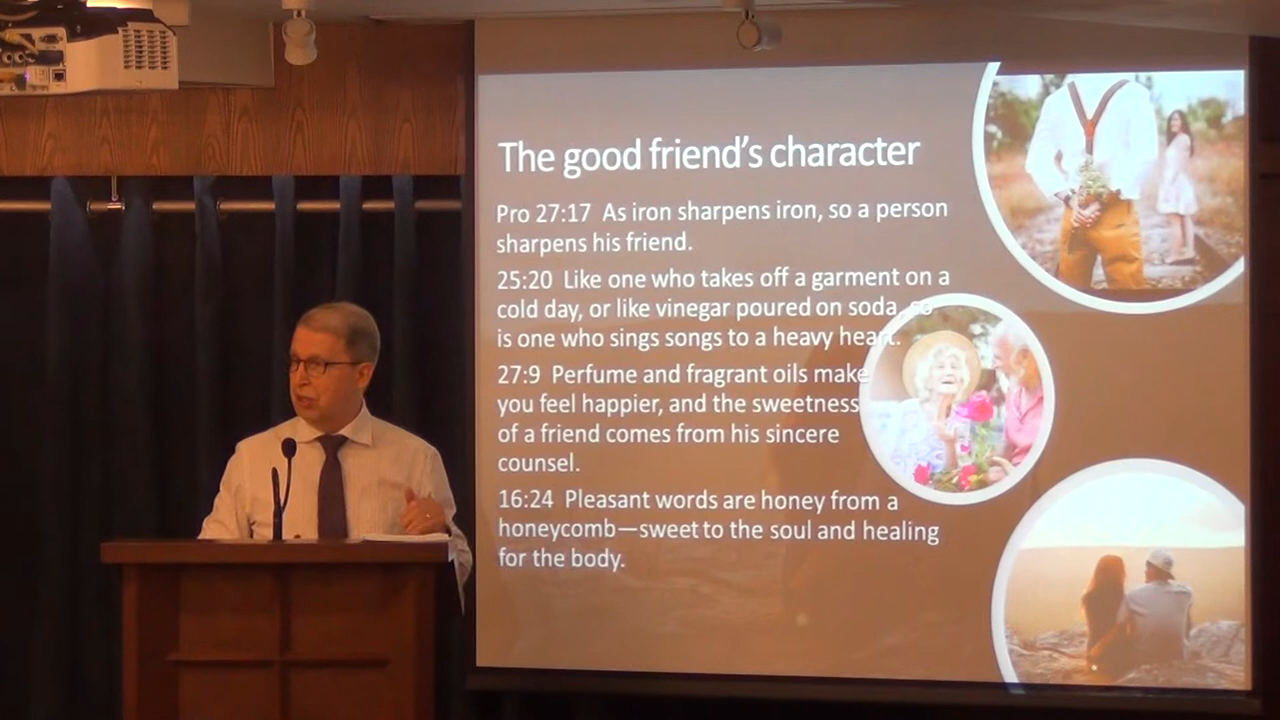 The good friend's character
Pro 27:17  As iron sharpens iron, so a person
sharpens his friend.
25:20  Like one who takes off a garment on a
cold day, or like vinegar poured on soda, so
is one who sings songs to a heavy heart.
27:9  Perfume and fragrant oils make
you feel happier, and the sweetness
of a friend comes from his sincere
counsel.
16:24  Pleasant words are honey from a
honeycomb—sweet to the soul and healing
for the body.